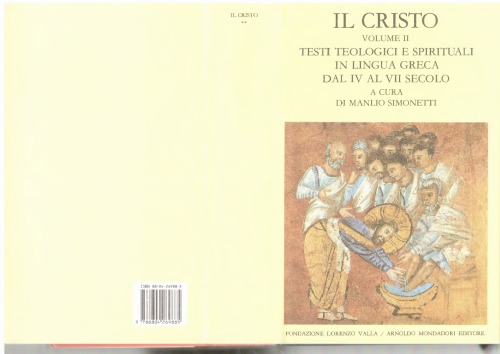 IL CRISTO
**
IL CRISTO
VOLUME II
TESTI TEOLOGICI E SPIRITUALI
IN LINGUA GRECA
DAL IV AL VII SECOLO
A CURA
DI MANLIO SIMONETTI
FONDAZIONE LORENZO VALLA / ARNOLDO MONDADORI EDITORE